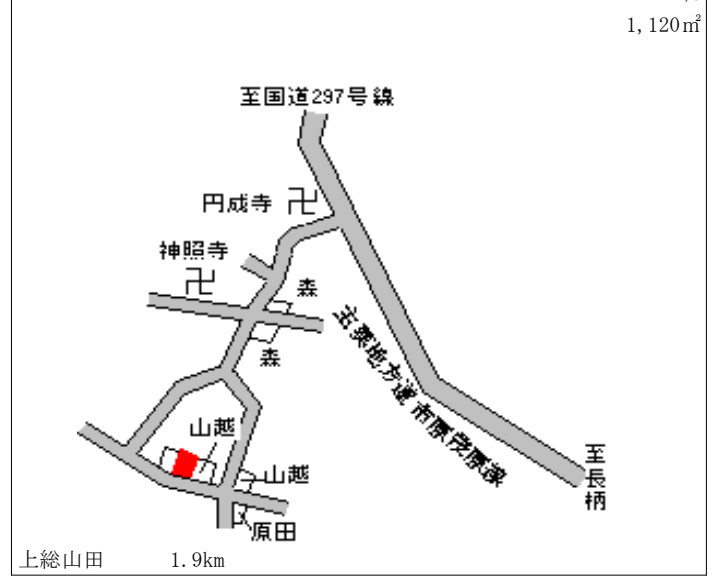 1,120㎡
至国道297号線
円成寺
神照寺
森
森
主要地方道 市原茂原線
山越
山越
至長柄
原田
上総山田 1.9km